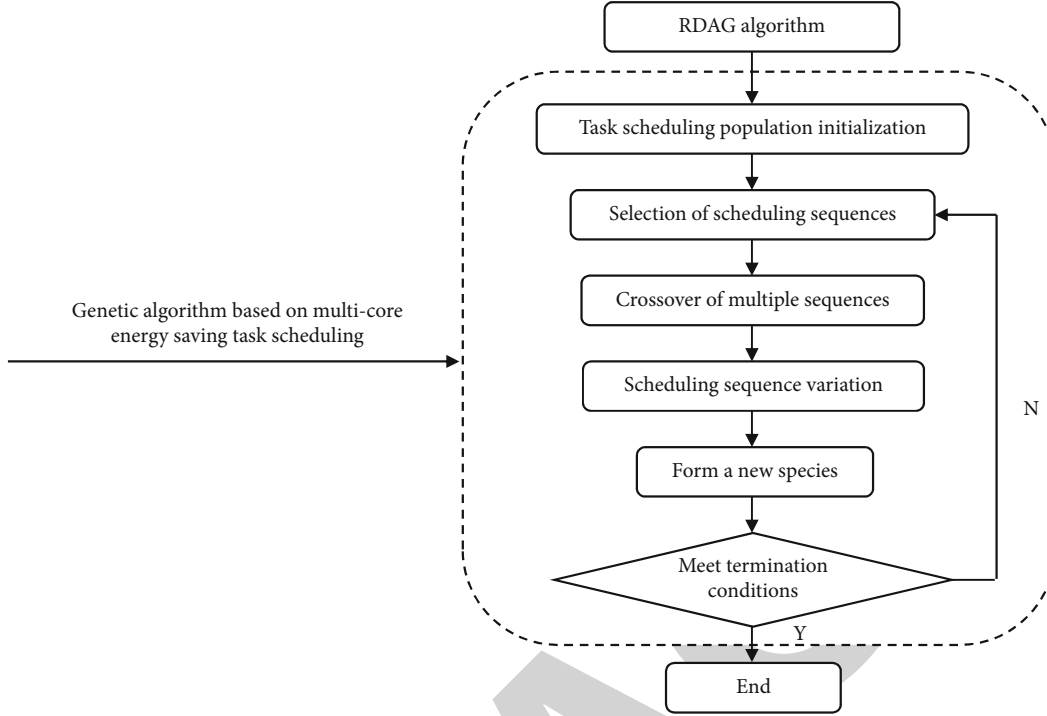 RDAG algorithm
Task scheduling population initialization
Selection of scheduling sequences
Crossover of multiple sequences
Genetic algorithm based on multi-core
energy saving task scheduling
Scheduling sequence variation
N
Form a new species
Meet termination
conditions
Y
End